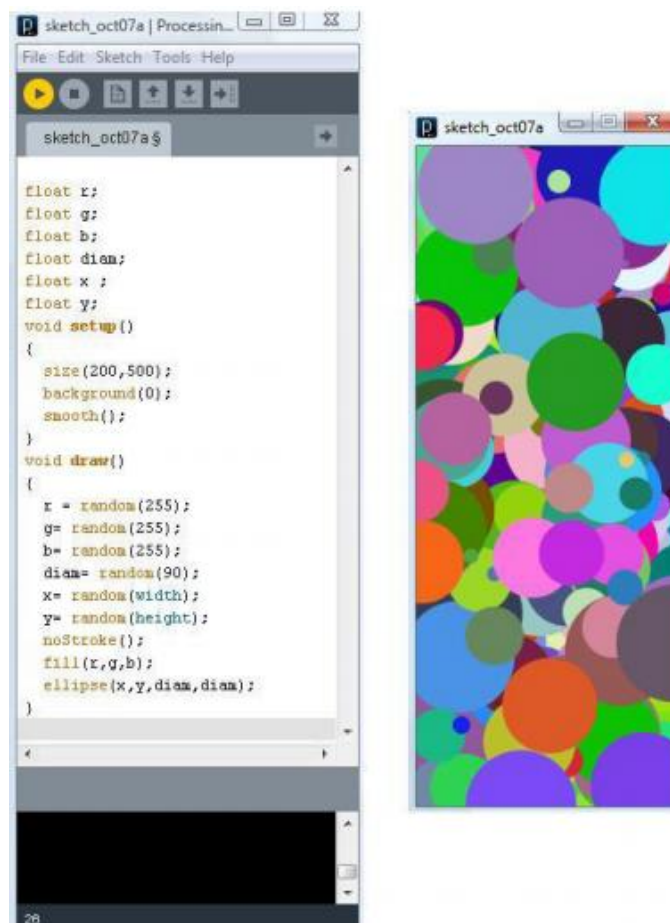 sketch_oct07a | Processin...
File Edit Sketch Tools Help
sketch_oct07a §
float r;
float g;
float b;
float diam;
float x ;
float y;
void setup()
{
  size(200,500);
  background(0);
  smooth();
}
void draw()
{
  r = random(255);
  g= random(255);
  b= random(255);
  diam= random(90);
  x= random(width);
  y= random(height);
  noStroke();
  fill(r,g,b);
  ellipse(x,y,diam,diam);
}
28
sketch_oct07a